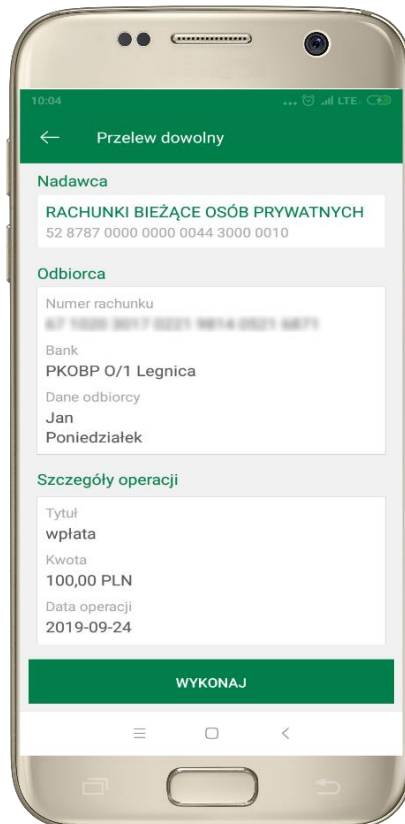 10:04
... LTE
Przelew dowolny
Nadawca
RACHUNKI BIEŻĄCE OSÓB PRYWATNYCH
52 8787 0000 0000 0044 3000 0010
Odbiorca
Numer rachunku
Bank
PKOBP O/1 Legnica
Dane odbiorcy
Jan
Poniedziałek
Szczegóły operacji
Tytuł
wpłata
Kwota
100,00 PLN
Data operacji
2019-09-24
WYKONAJ